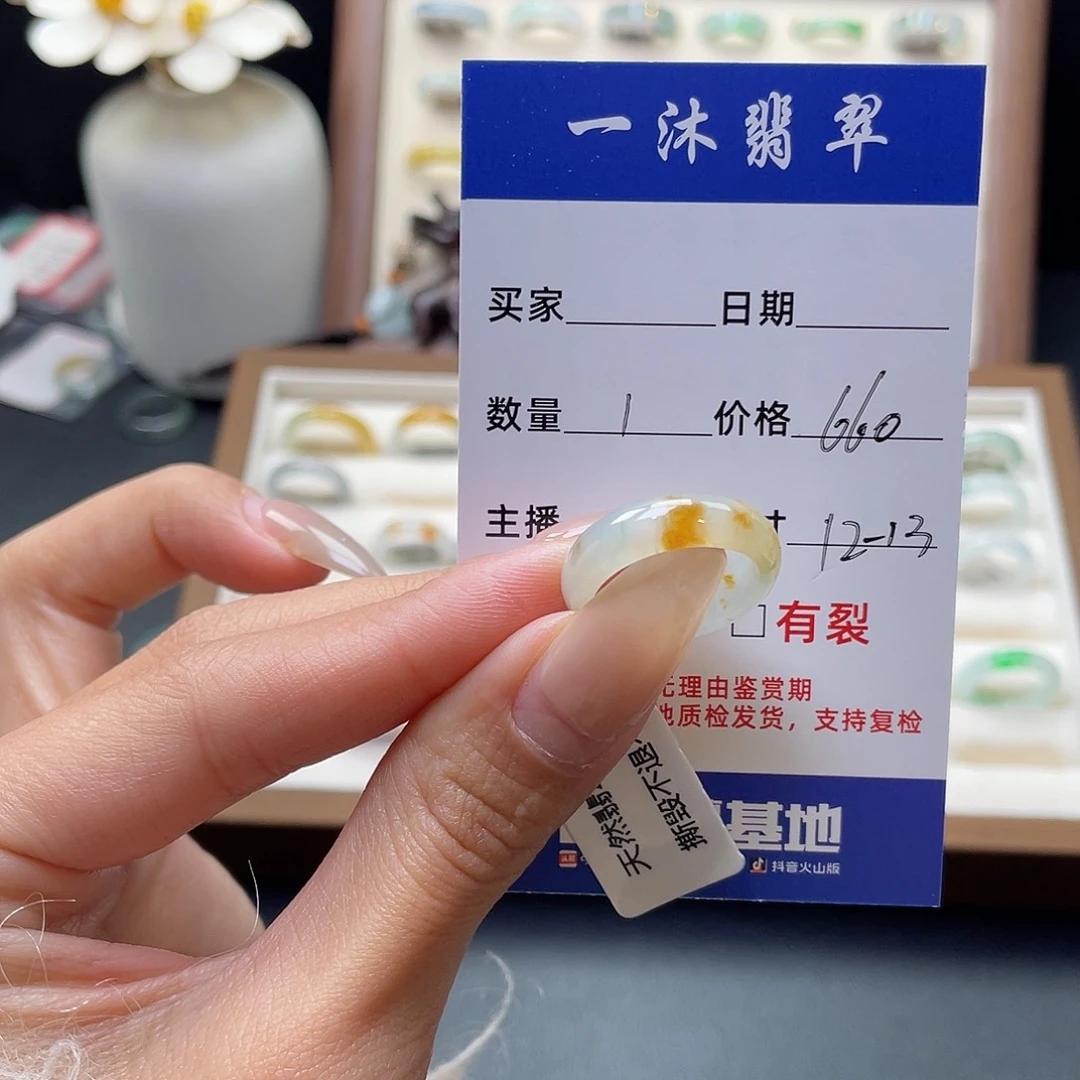 一沐翡翠
买家 日期
数量 1 价格 660
主播 寸 12-13
有裂
理由鉴赏期
地质检发货，支持复检
基地
抖音火山版
天然翡
撕毁不退